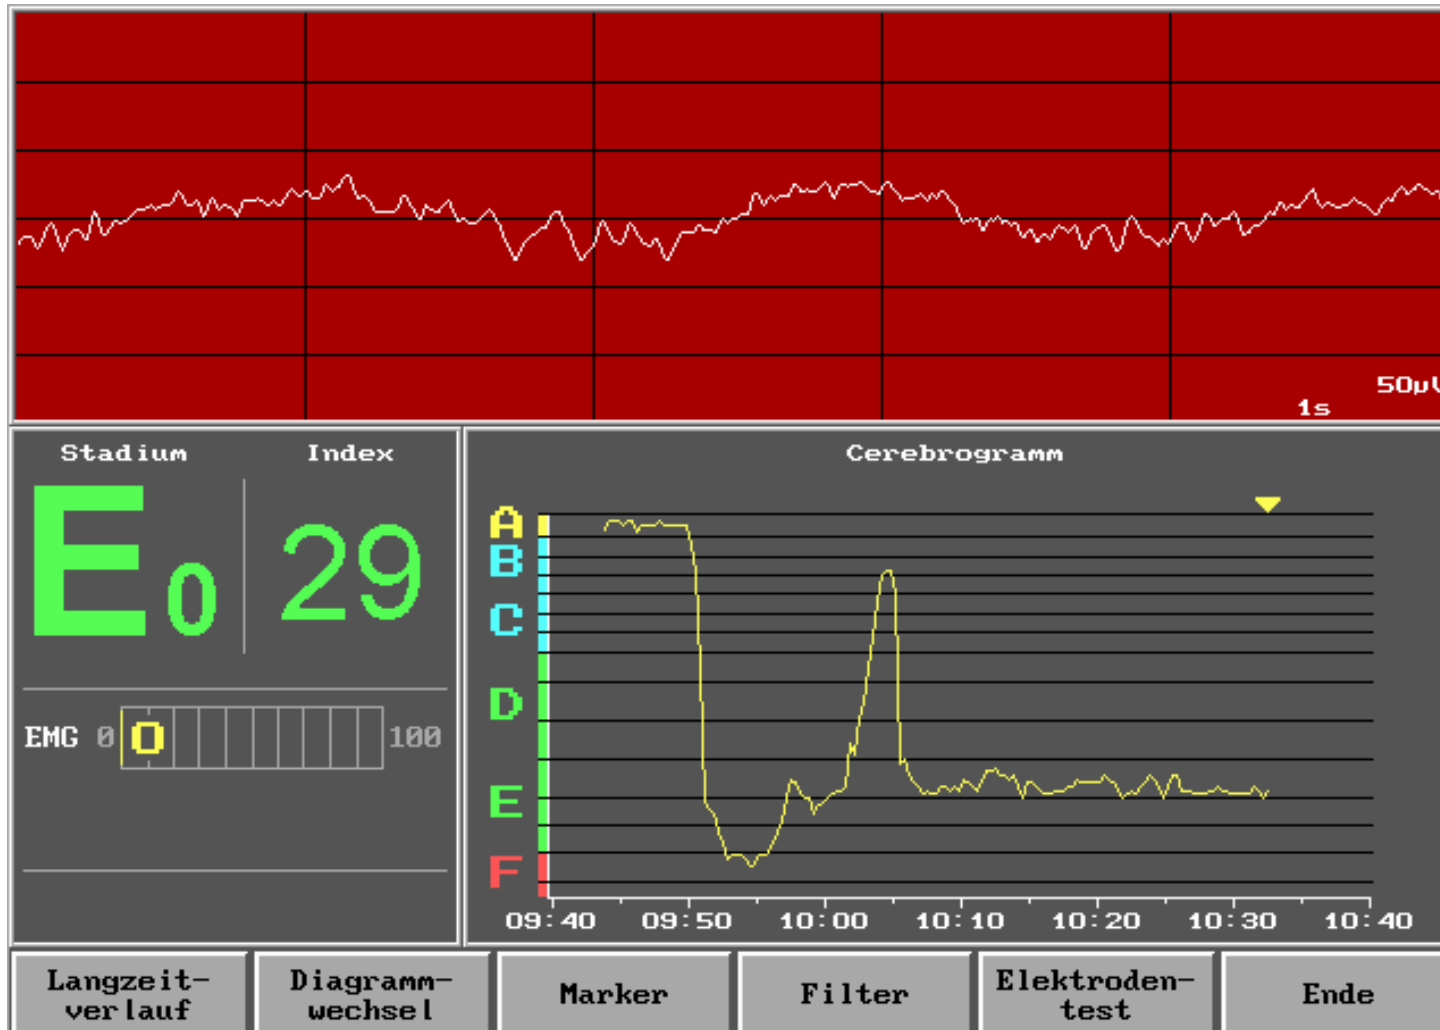 50µV
1s
Stadium
Index
E0
29
EMG 0 0 100
Cerebrogramm
A
B
C
D
E
F
09:40 09:50 10:00 10:10 10:20 10:30 10:40
Langzeit-
verlauf
Diagramm-
wechsel
Marker
Filter
Elektroden-
test
Ende